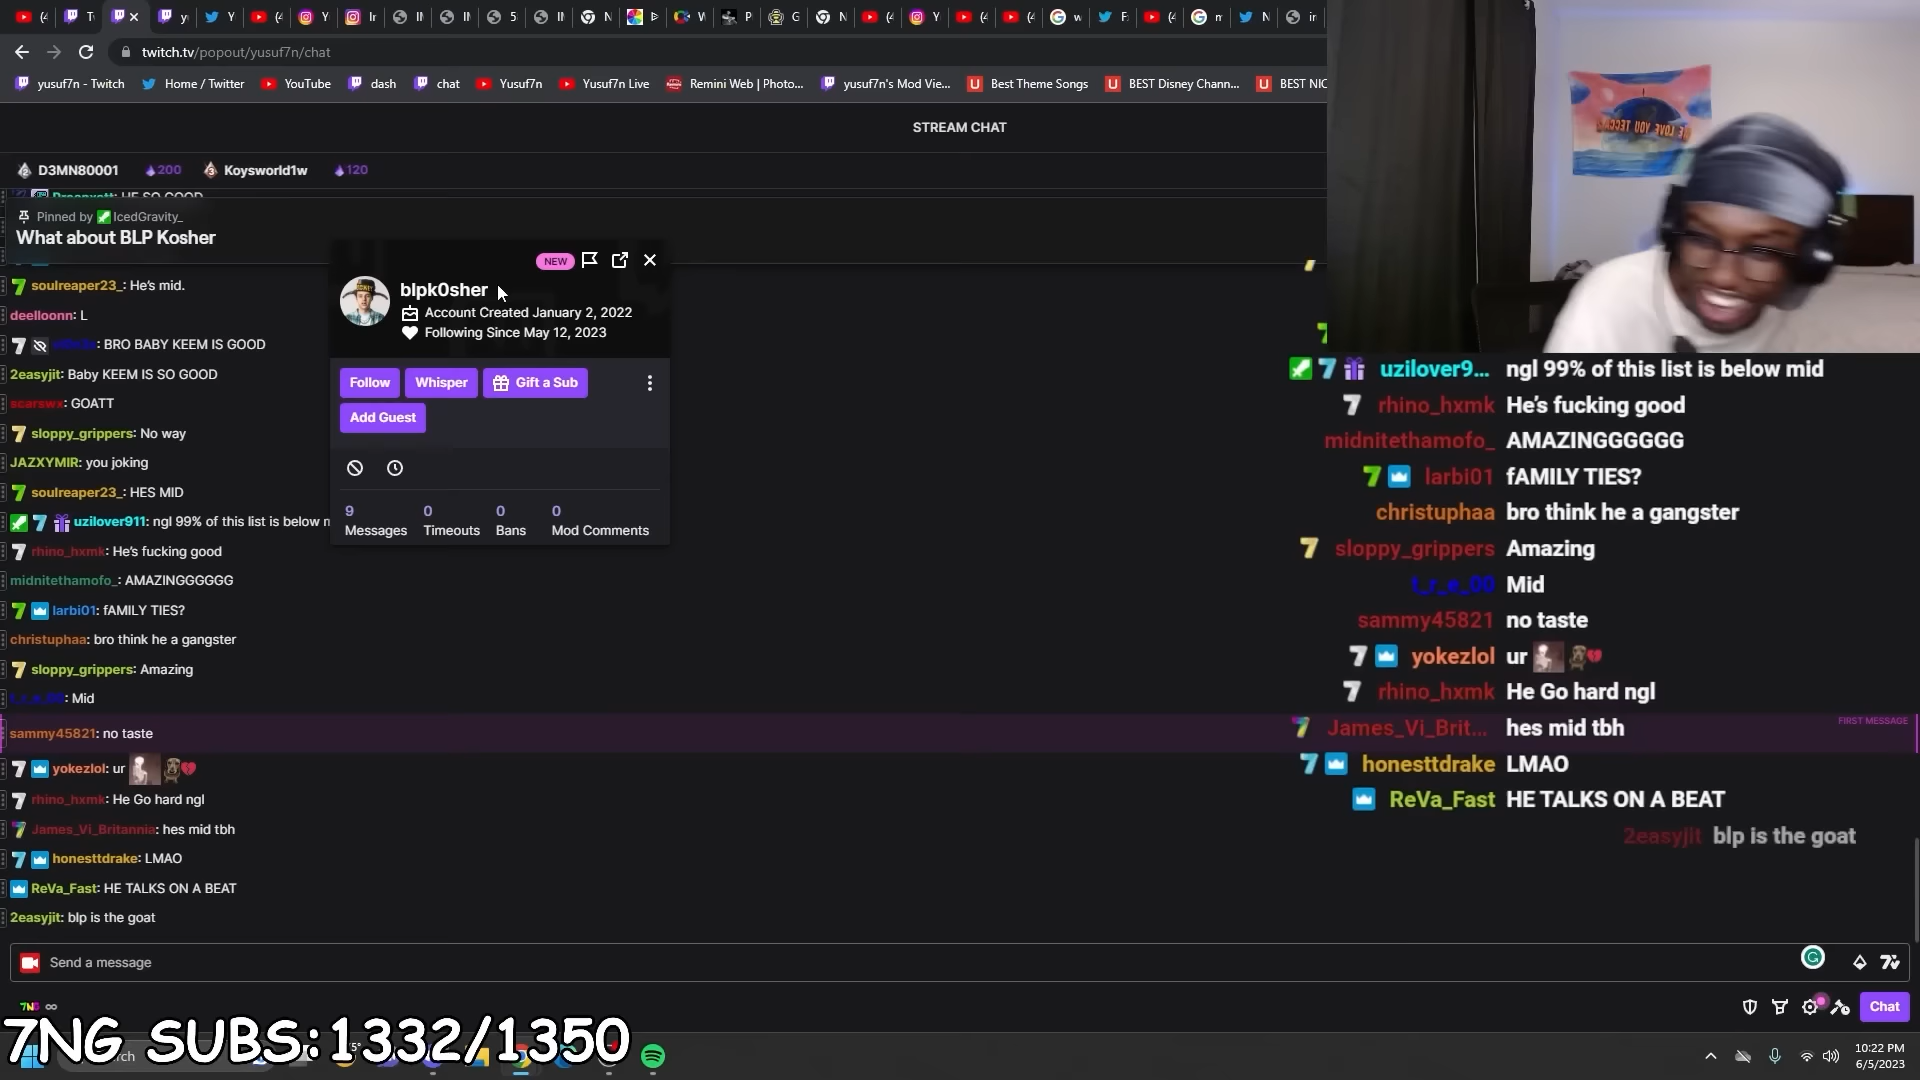 twitch.tv/popout/yusuf7n/chat
yusuf7n - Twitch
Home / Twitter
YouTube
dash
chat
Yusuf7n
Yusuf7n Live
Remini Web | Photo...
yusuf7n's Mod Vie...
Best Theme Songs
BEST Disney Chann...
BEST NIC
STREAM CHAT
D3MN80001 200 Koysworld1w 120
Pinned by IcedGravity_
What about BLP Kosher
soulreaper23_: He's mid.
deelloonn: L
: BRO BABY KEEM IS GOOD
2easyjit: Baby KEEM IS SO GOOD
scarswx: GOATT
sloppy_grippers: No way
JAZXYMIR: you joking
soulreaper23_: HES MID
uzilover911: ngl 99% of this list is below m
rhino_hxmk: He's fucking good
midnitethamofo_: AMAZINGGGGGG
larbi01: fAMILY TIES?
christuphaa: bro think he a gangster
sloppy_grippers: Amazing
t_r_e_00: Mid
sammy45821: no taste
yokezlol: ur
rhino_hxmk: He Go hard ngl
James_Vi_Britannia: hes mid tbh
honesttdrake: LMAO
ReVa_Fast: HE TALKS ON A BEAT
2easyjit: blp is the goat
NEW
blpk0sher
Account Created January 2, 2022
Following Since May 12, 2023
Follow
Whisper
Gift a Sub
Add Guest
9 0 0 0
Messages Timeouts Bans Mod Comments
uzilover9... ngl 99% of this list is below mid
rhino_hxmk He's fucking good
midnitethamofo_ AMAZINGGGGGG
larbi01 fAMILY TIES?
christuphaa bro think he a gangster
sloppy_grippers Amazing
t_r_e_00 Mid
sammy45821 no taste
yokezlol ur
rhino_hxmk He Go hard ngl
FIRST MESSAGE
James_Vi_Brit... hes mid tbh
honesttdrake LMAO
ReVa_Fast HE TALKS ON A BEAT
2easyjit blp is the goat
Send a message
Chat
7NG SUBS:1332/1350
10:22 PM
6/5/2023